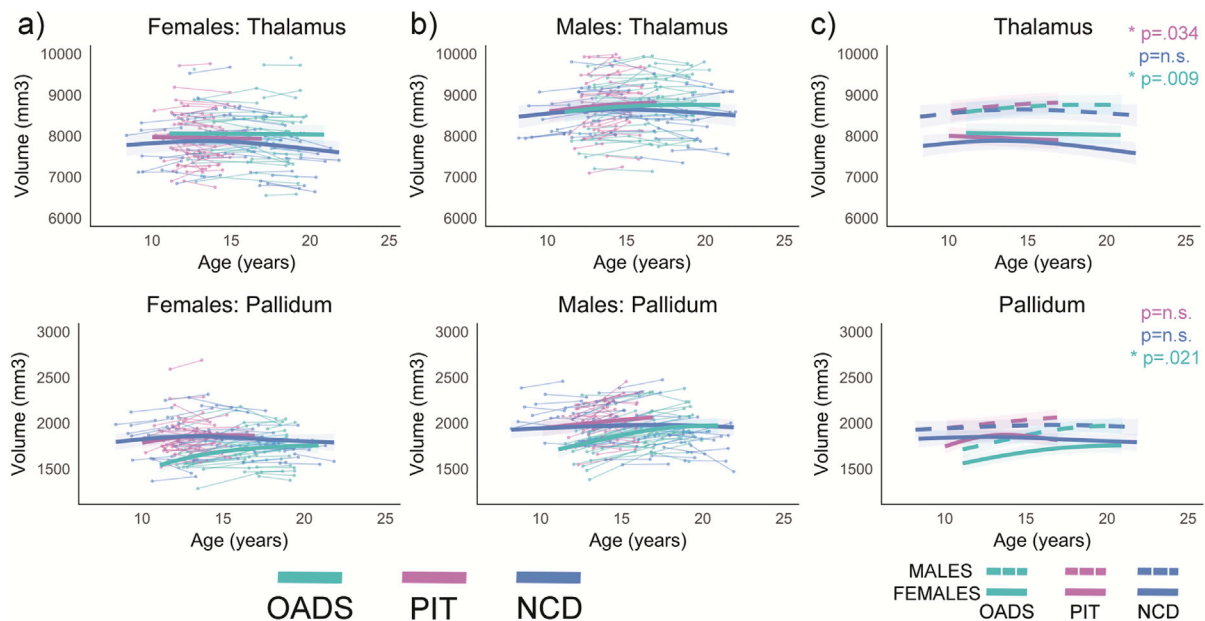 a) Females: Thalamus
10000
9000
8000
7000
6000
Volume (mm3)
10 15 20 25
Age (years)
b) Males: Thalamus
10000
9000
8000
7000
6000
Volume (mm3)
10 15 20 25
Age (years)
c) Thalamus
* p=.034
p=n.s.
* p=.009
10000
9000
8000
7000
6000
Volume (mm3)
10 15 20 25
Age (years)
Females: Pallidum
3000
2500
2000
1500
Volume (mm3)
10 15 20 25
Age (years)
Males: Pallidum
3000
2500
2000
1500
Volume (mm3)
10 15 20 25
Age (years)
Pallidum
p=n.s.
p=n.s.
* p=.021
3000
2500
2000
1500
Volume (mm3)
10 15 20 25
Age (years)
OADS PIT NCD
MALES
FEMALES
OADS PIT NCD